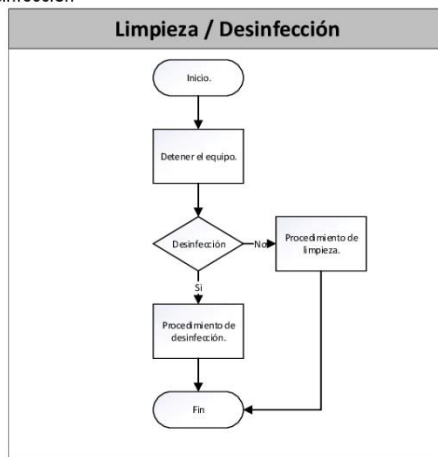 Limpieza / Desinfección
Inicio.
Detener el equipo.
Desinfección
No
Procedimiento de
limpieza.
Si
Procedimiento de
desinfección.
Fin